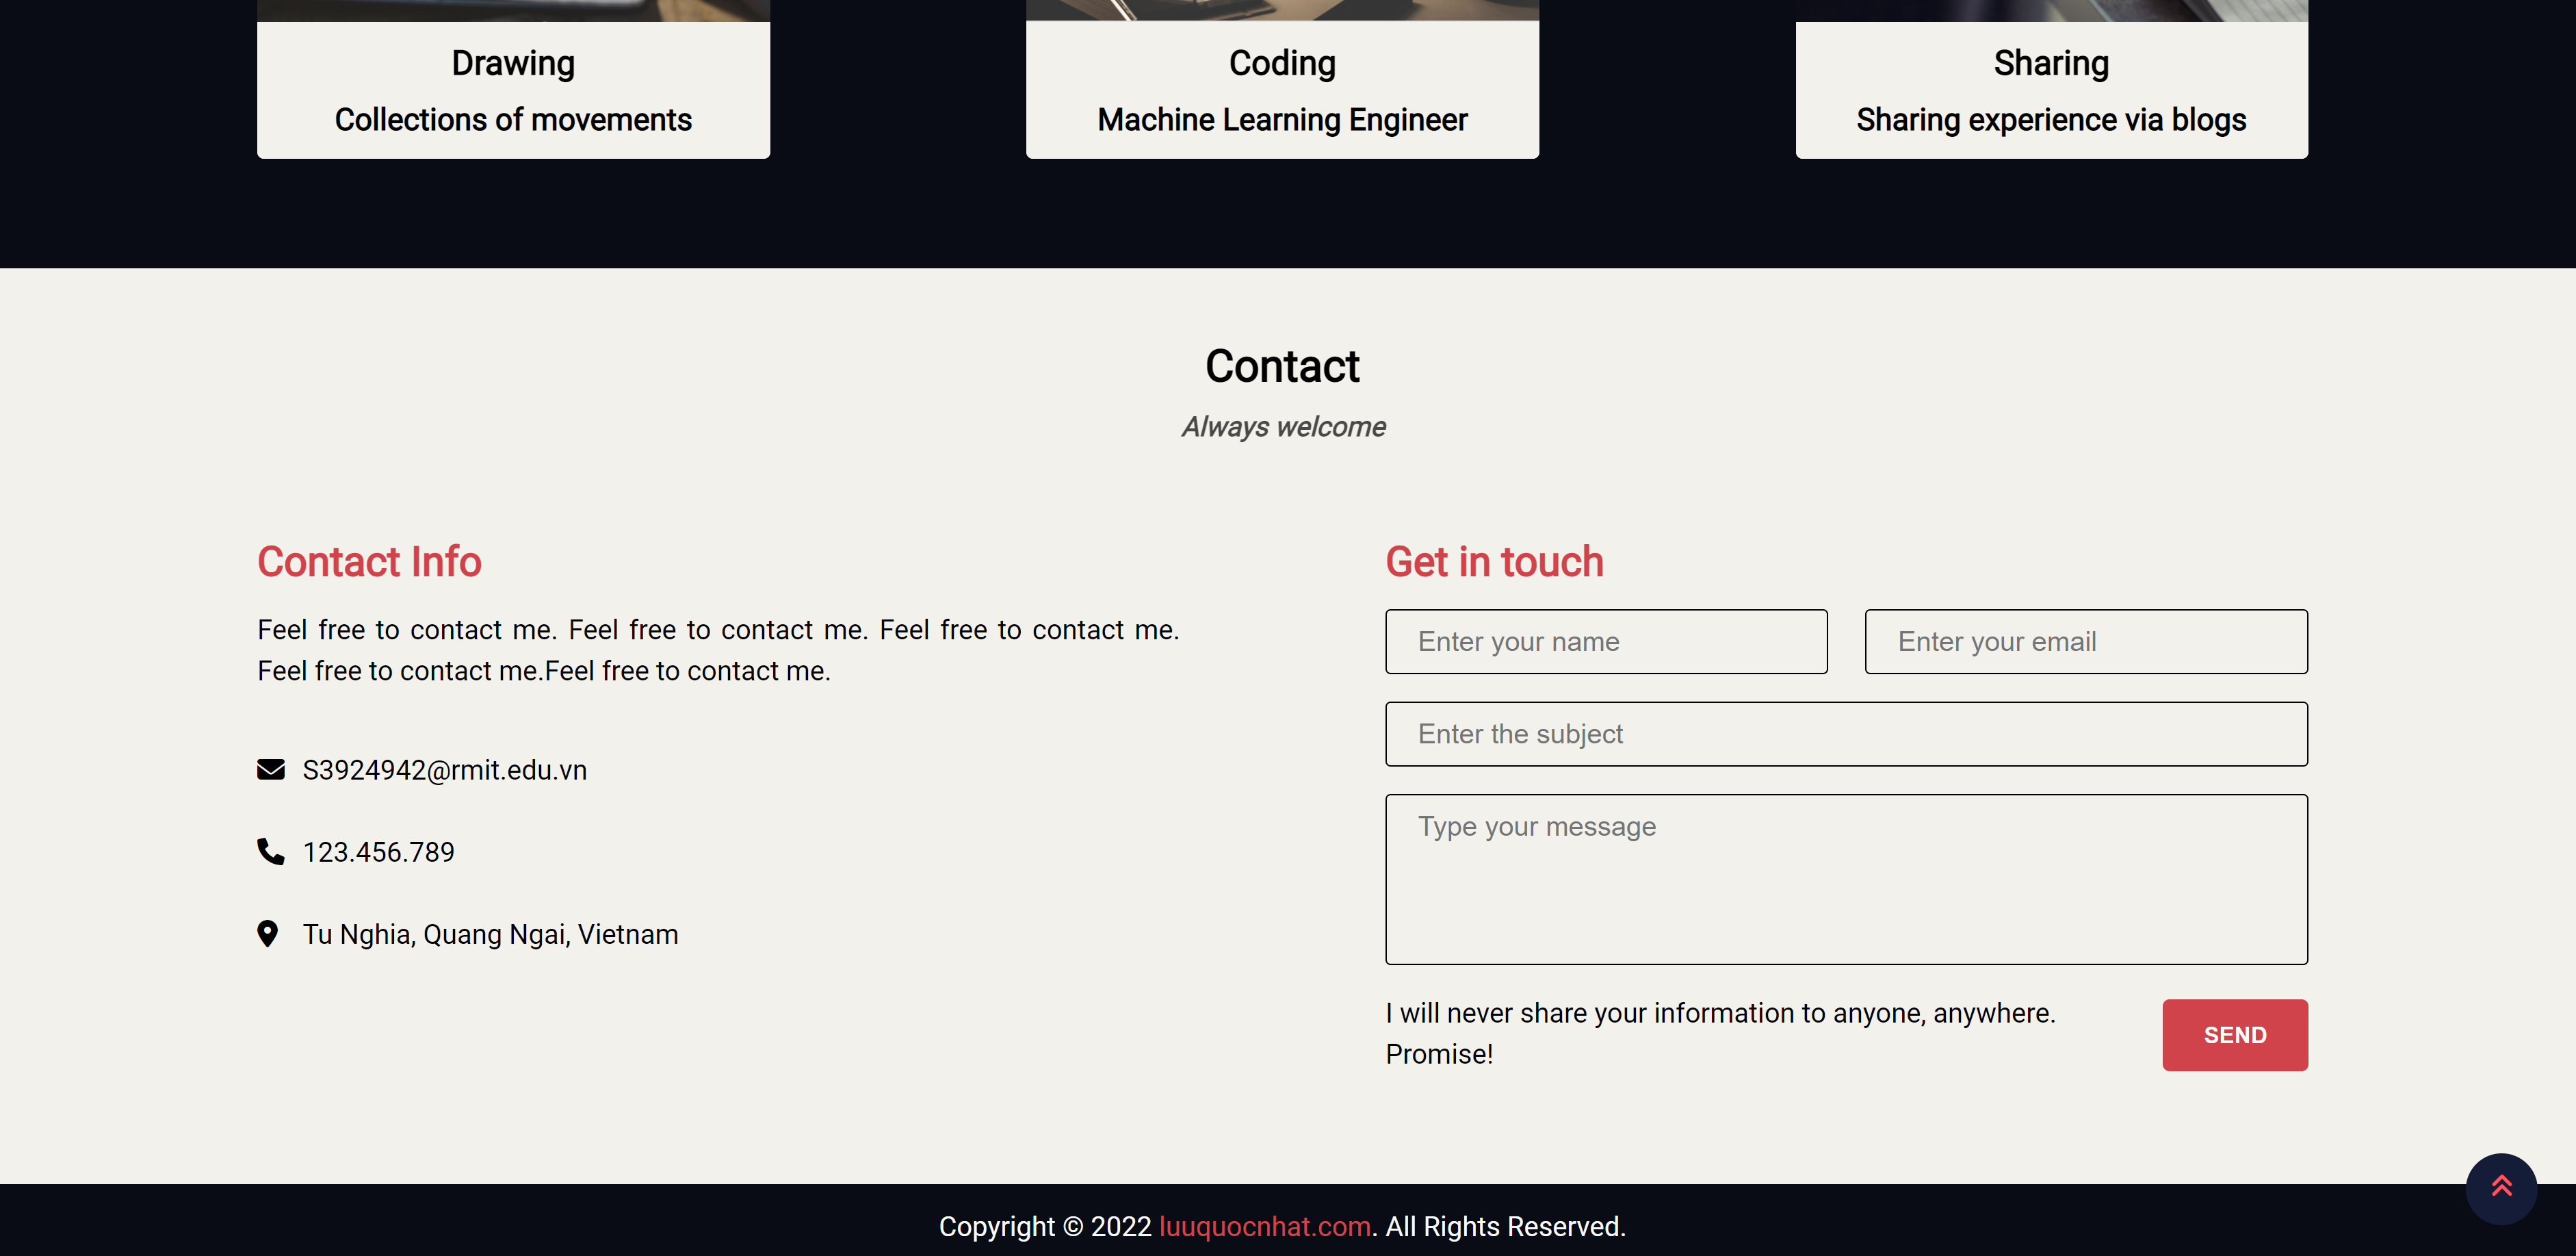 Drawing
Collections of movements
Coding
Machine Learning Engineer
Sharing
Sharing experience via blogs
Contact
Always welcome
Contact Info
Feel free to contact me. Feel free to contact me. Feel free to contact me.
Feel free to contact me.Feel free to contact me.
S3924942@rmit.edu.vn
123.456.789
Tu Nghia, Quang Ngai, Vietnam
Get in touch
Enter your name
Enter your email
Enter the subject
Type your message
I will never share your information to anyone, anywhere.
Promise!
SEND
Copyright © 2022 luuquocnhat.com. All Rights Reserved.